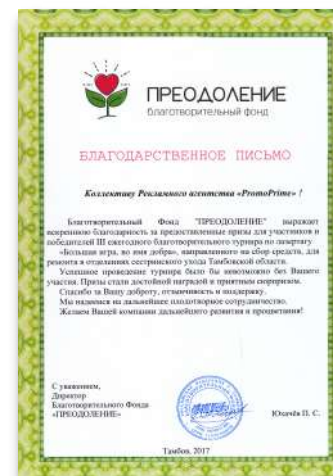 ПРЕОДОЛЕНИЕ
благотворительный фонд
БЛАГОДАРСТВЕННОЕ ПИСЬМО
Коллективу Рекламного агентства «PromoPrime» !
Благотворительный Фонд "ПРЕОДОЛЕНИЕ" выражает
искреннюю благодарность за предоставленные призы для участников и
победителей III ежегодного благотворительного турнира по лазертагу
«Большая игра, во имя добра», направленного на сбор средств, для
ремонта в отделениях сестринского ухода Тамбовской области.
Успешное проведение турнира было бы невозможно без Вашего
участия. Призы стали достойной наградой и приятным сюрпризом.
Спасибо за Вашу доброту, отзывчивость и поддержку.
Мы надеемся на дальнейшее плодотворное сотрудничество.
Желаем Вашей компании дальнейшего развития и процветания!
С уважением,
Директор
Благотворительного Фонда
«ПРЕОДОЛЕНИЕ»
П. С.
Тамбов, 2017